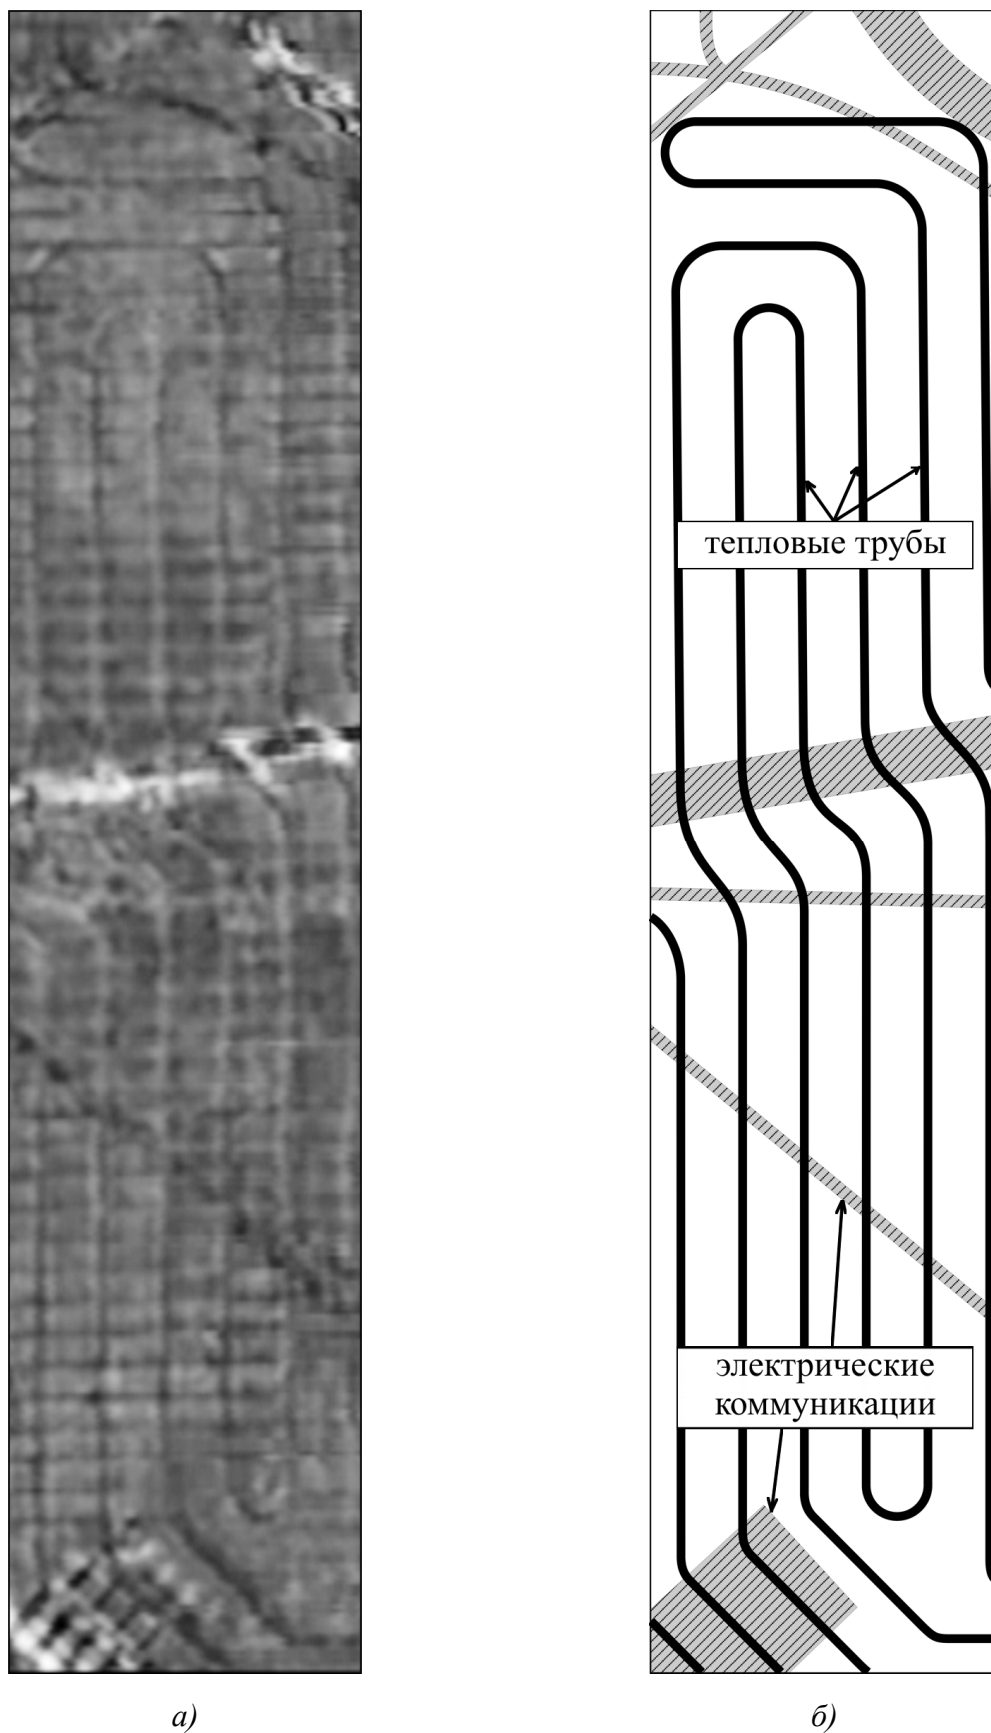 тепловые трубы
электрические
коммуникации
а)
б)